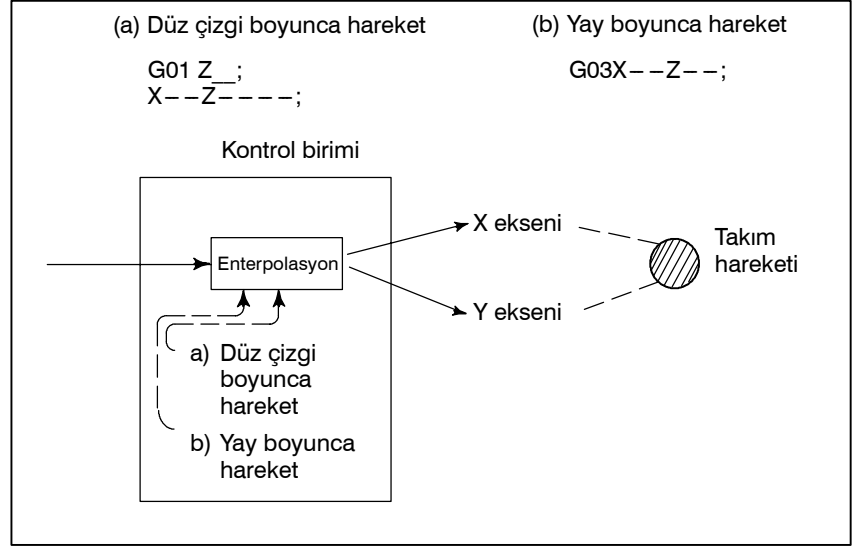 (a) Düz çizgi boyunca hareket
G01 Z__;
X−−Z−−−−;
(b) Yay boyunca hareket
G03X−−Z−−;
Kontrol birimi
Enterpolasyon
a) Düz çizgi
boyunca
hareket
b) Yay boyunca
hareket
X ekseni
Y ekseni
Takım
hareketi